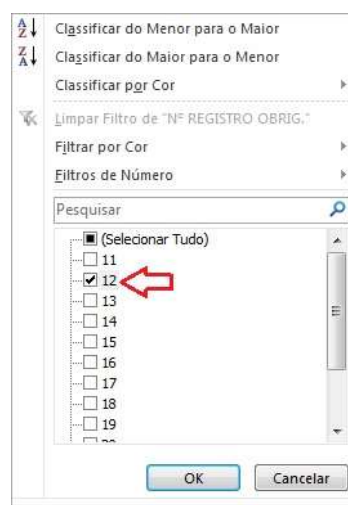 Classificar do Menor para o Maior
Classificar do Maior para o Menor
Classificar por Cor
Limpar Filtro de "Nº REGISTRO OBRIG."
Filtrar por Cor
Filtros de Número
Pesquisar
(Selecionar Tudo)
11
12
13
14
15
16
17
18
19
OK Cancelar